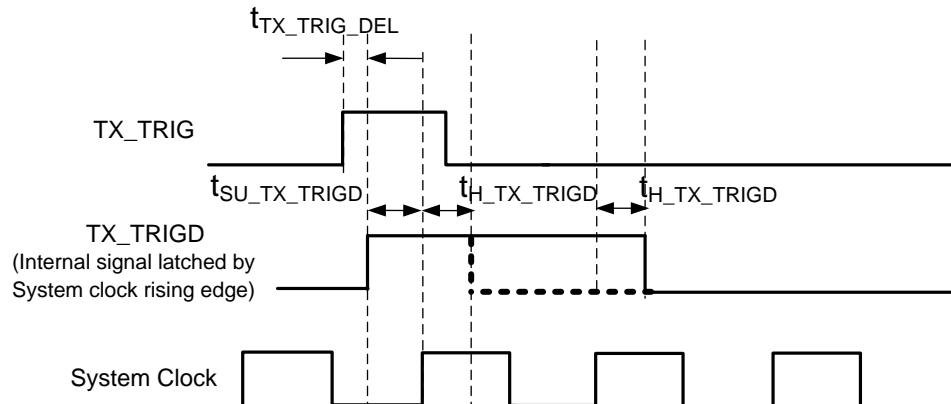 tTX_TRIG_DEL
TX_TRIG
tSU_TX_TRIGD
tH_TX_TRIGD
tH_TX_TRIGD
TX_TRIGD
(Internal signal latched by
System clock rising edge)
System Clock